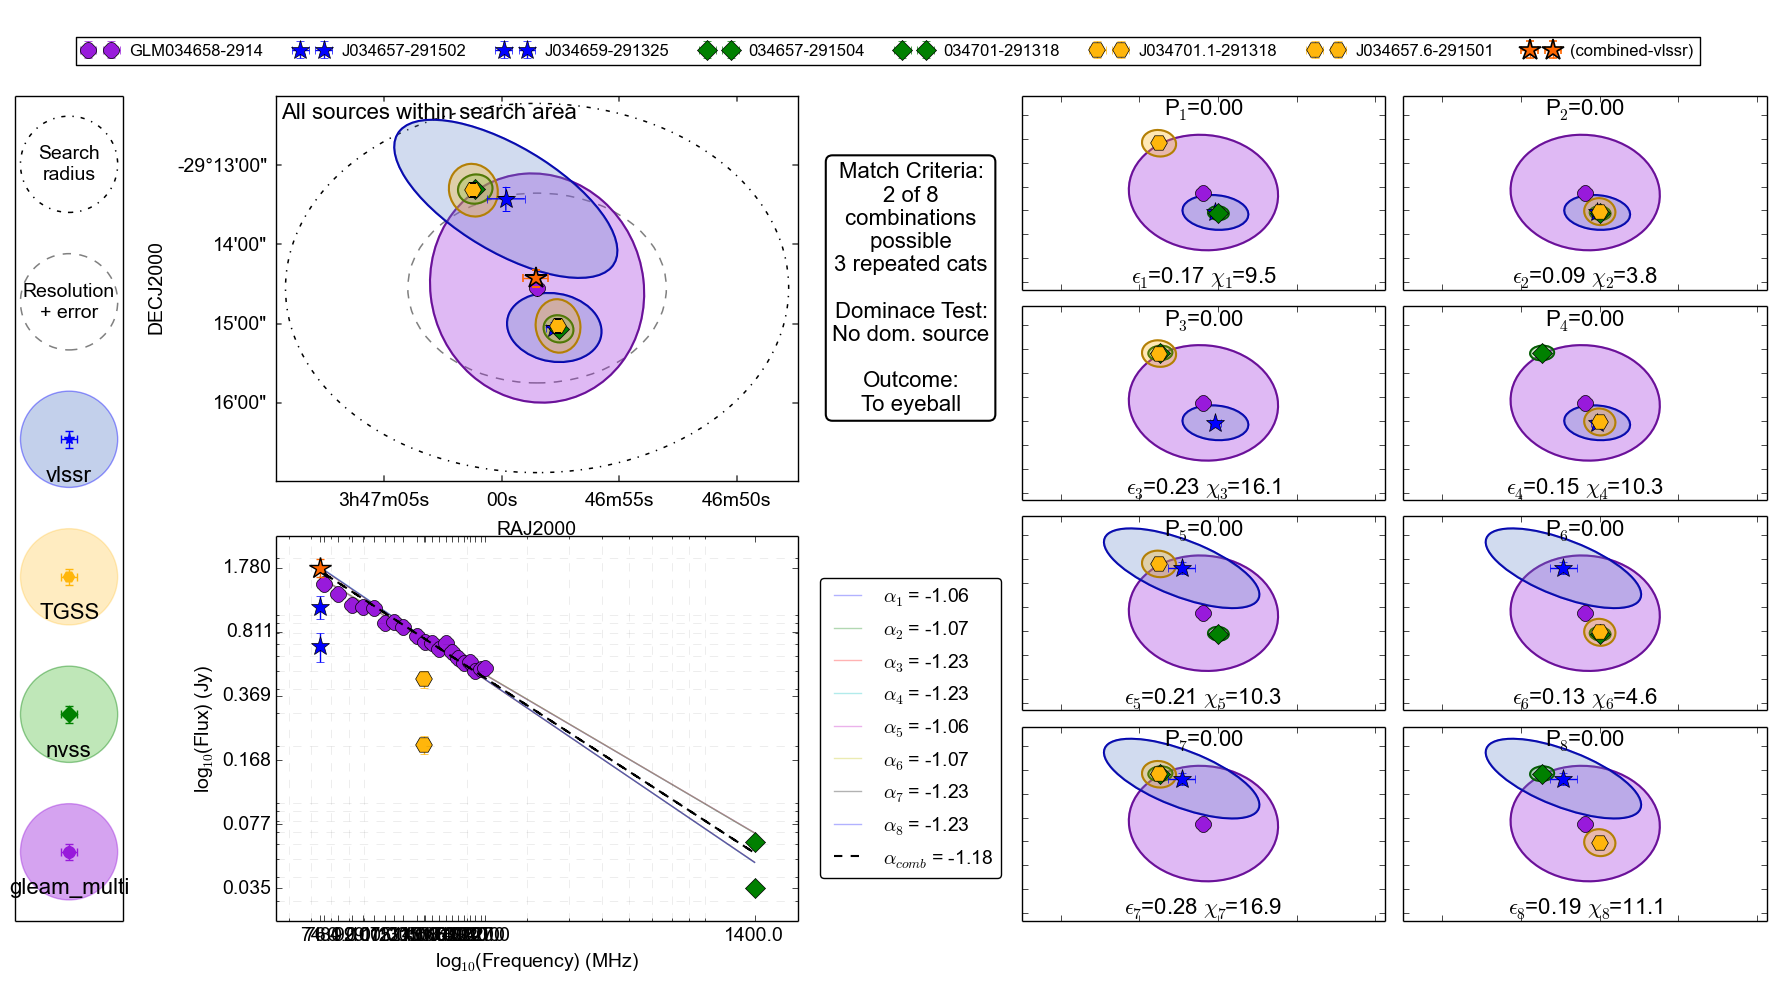 GLM034658-2914 J034657-291502 J034659-291325 034657-291504 034701-291318 J034701.1-291318 J034657.6-291501 (combined-vlssr)
Search
radius
Resolution
+ error
vlssr
TGSS
nvss
gleam_multi
All sources within search area
DECJ2000
-29°13'00"
14'00"
15'00"
16'00"
3h47m05s 00s 46m55s 46m50s
RAJ2000
log10(Flux) (Jy)
1.780
0.811
0.369
0.168
0.077
0.035
1400.0
log10(Frequency) (MHz)
Match Criteria:
2 of 8
combinations
possible
3 repeated cats
Dominace Test:
No dom. source
Outcome:
To eyeball
α1 = -1.06
α2 = -1.07
α3 = -1.23
α4 = -1.23
α5 = -1.06
α6 = -1.07
α7 = -1.23
α8 = -1.23
αcomb = -1.18
P1=0.00
ϵ1=0.17 χ1=9.5
P2=0.00
ϵ2=0.09 χ2=3.8
P3=0.00
ϵ3=0.23 χ3=16.1
P4=0.00
ϵ4=0.15 χ4=10.3
P5=0.00
ϵ5=0.21 χ5=10.3
P6=0.00
ϵ6=0.13 χ6=4.6
P7=0.00
ϵ7=0.28 χ7=16.9
P8=0.00
ϵ8=0.19 χ8=11.1